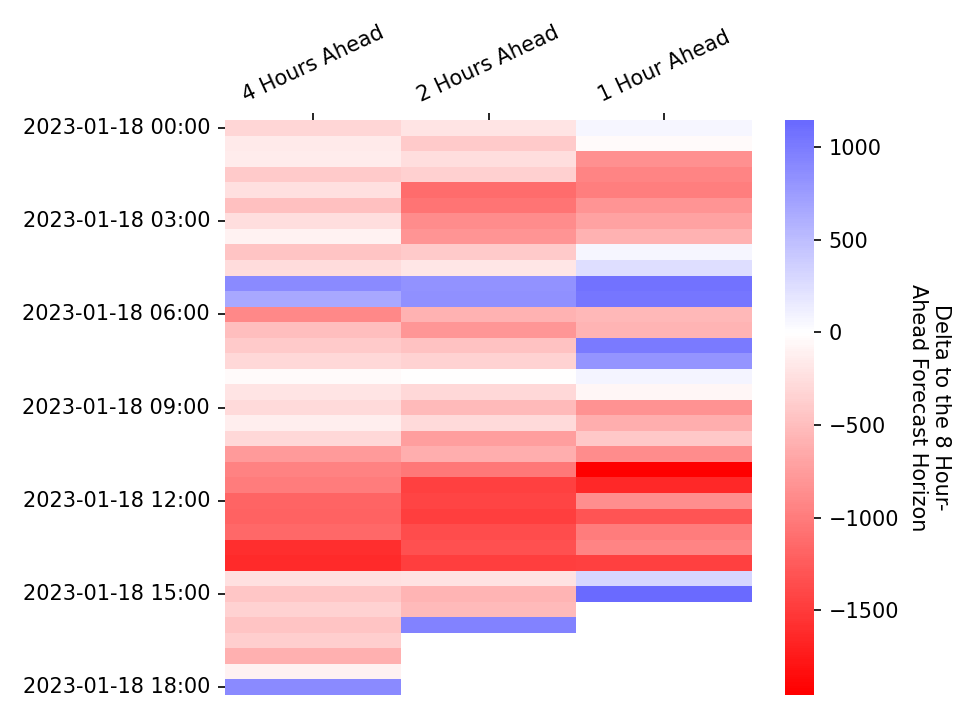 4 Hours Ahead
2 Hours Ahead
1 Hour Ahead
2023-01-18 00:00
2023-01-18 03:00
2023-01-18 06:00
2023-01-18 09:00
2023-01-18 12:00
2023-01-18 15:00
2023-01-18 18:00
1000
500
0
−500
−1000
−1500
Delta to the 8 Hour-
Ahead Forecast Horizon